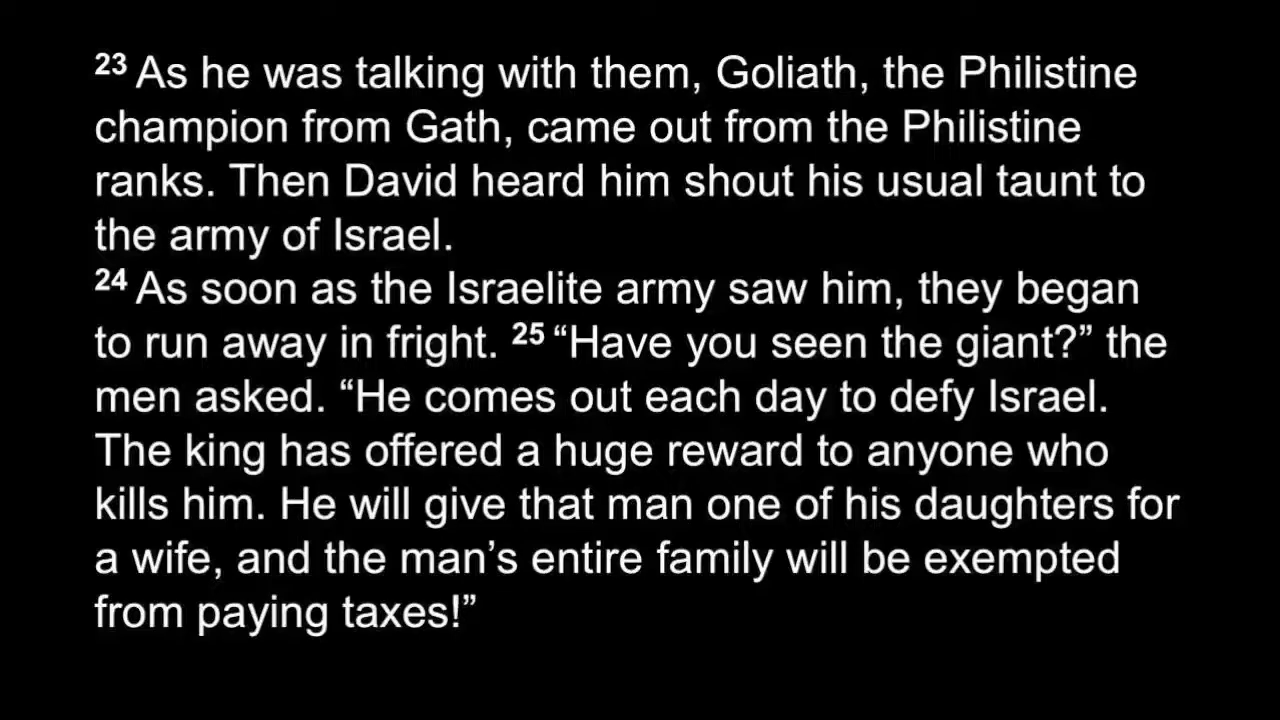 23 As he was talking with them, Goliath, the Philistine
champion from Gath, came out from the Philistine
ranks. Then David heard him shout his usual taunt to
the army of Israel.
24 As soon as the Israelite army saw him, they began
to run away in fright. 25 “Have you seen the giant?” the
men asked. “He comes out each day to defy Israel.
The king has offered a huge reward to anyone who
kills him. He will give that man one of his daughters for
a wife, and the man’s entire family will be exempted
from paying taxes!”